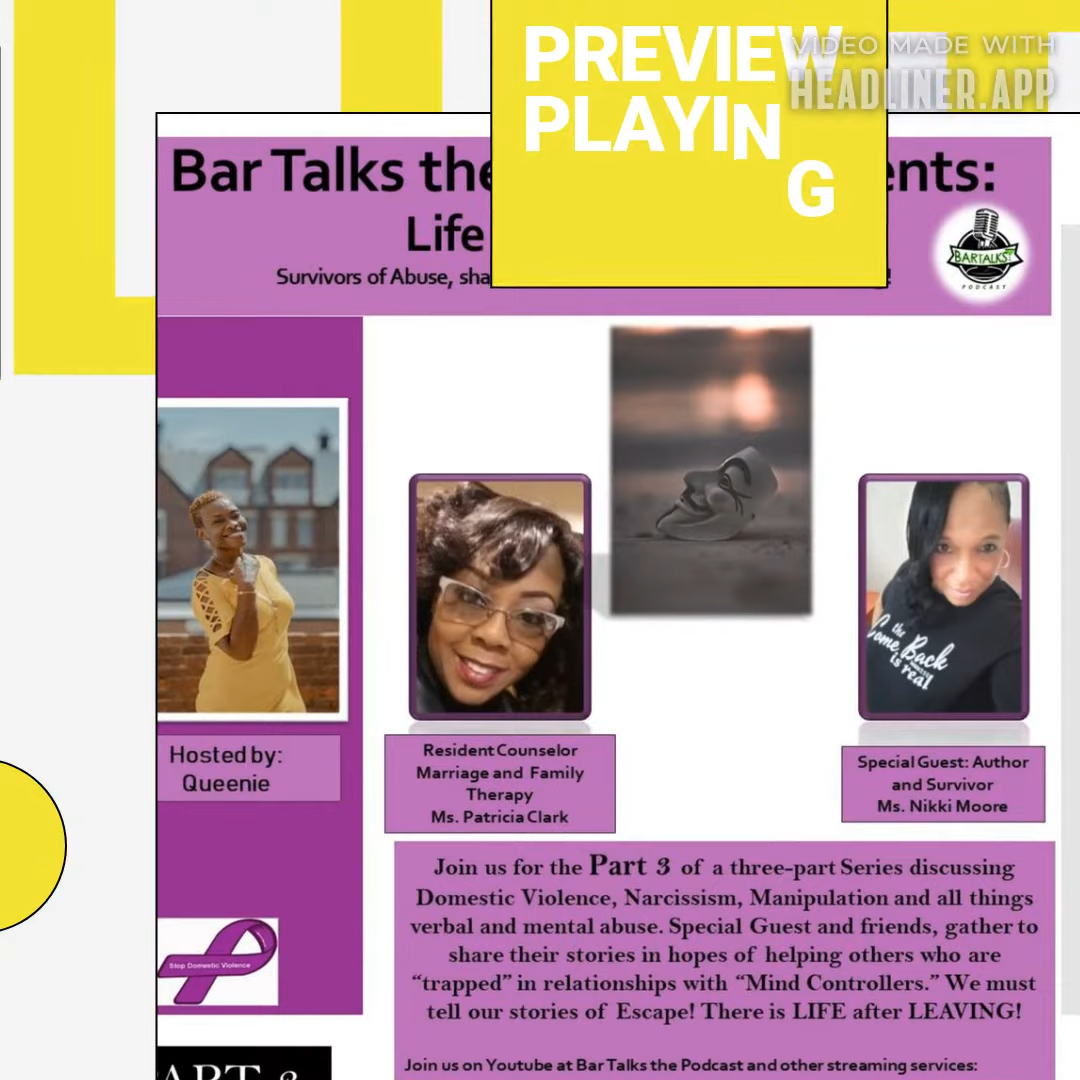 PREVIEW
PLAYING
VIDEO MADE WITH
HEADLINER.APP
Bar Talks the
Life
Survivors of Abuse, sha
BARTALKS
PODCAST
the
Come Back
is real
Hosted by:
Queenie
Resident Counselor
Marriage and Family
Therapy
Ms. Patricia Clark
Special Guest: Author
and Survivor
Ms. Nikki Moore
Join us for the Part 3 of a three-part Series discussing
Domestic Violence, Narcissism, Manipulation and all things
verbal and mental abuse. Special Guest and friends, gather to
share their stories in hopes of helping others who are
“trapped” in relationships with “Mind Controllers.” We must
tell our stories of Escape! There is LIFE after LEAVING!
Stop Domestic Violence
Join us on Youtube at Bar Talks the Podcast and other streaming services: